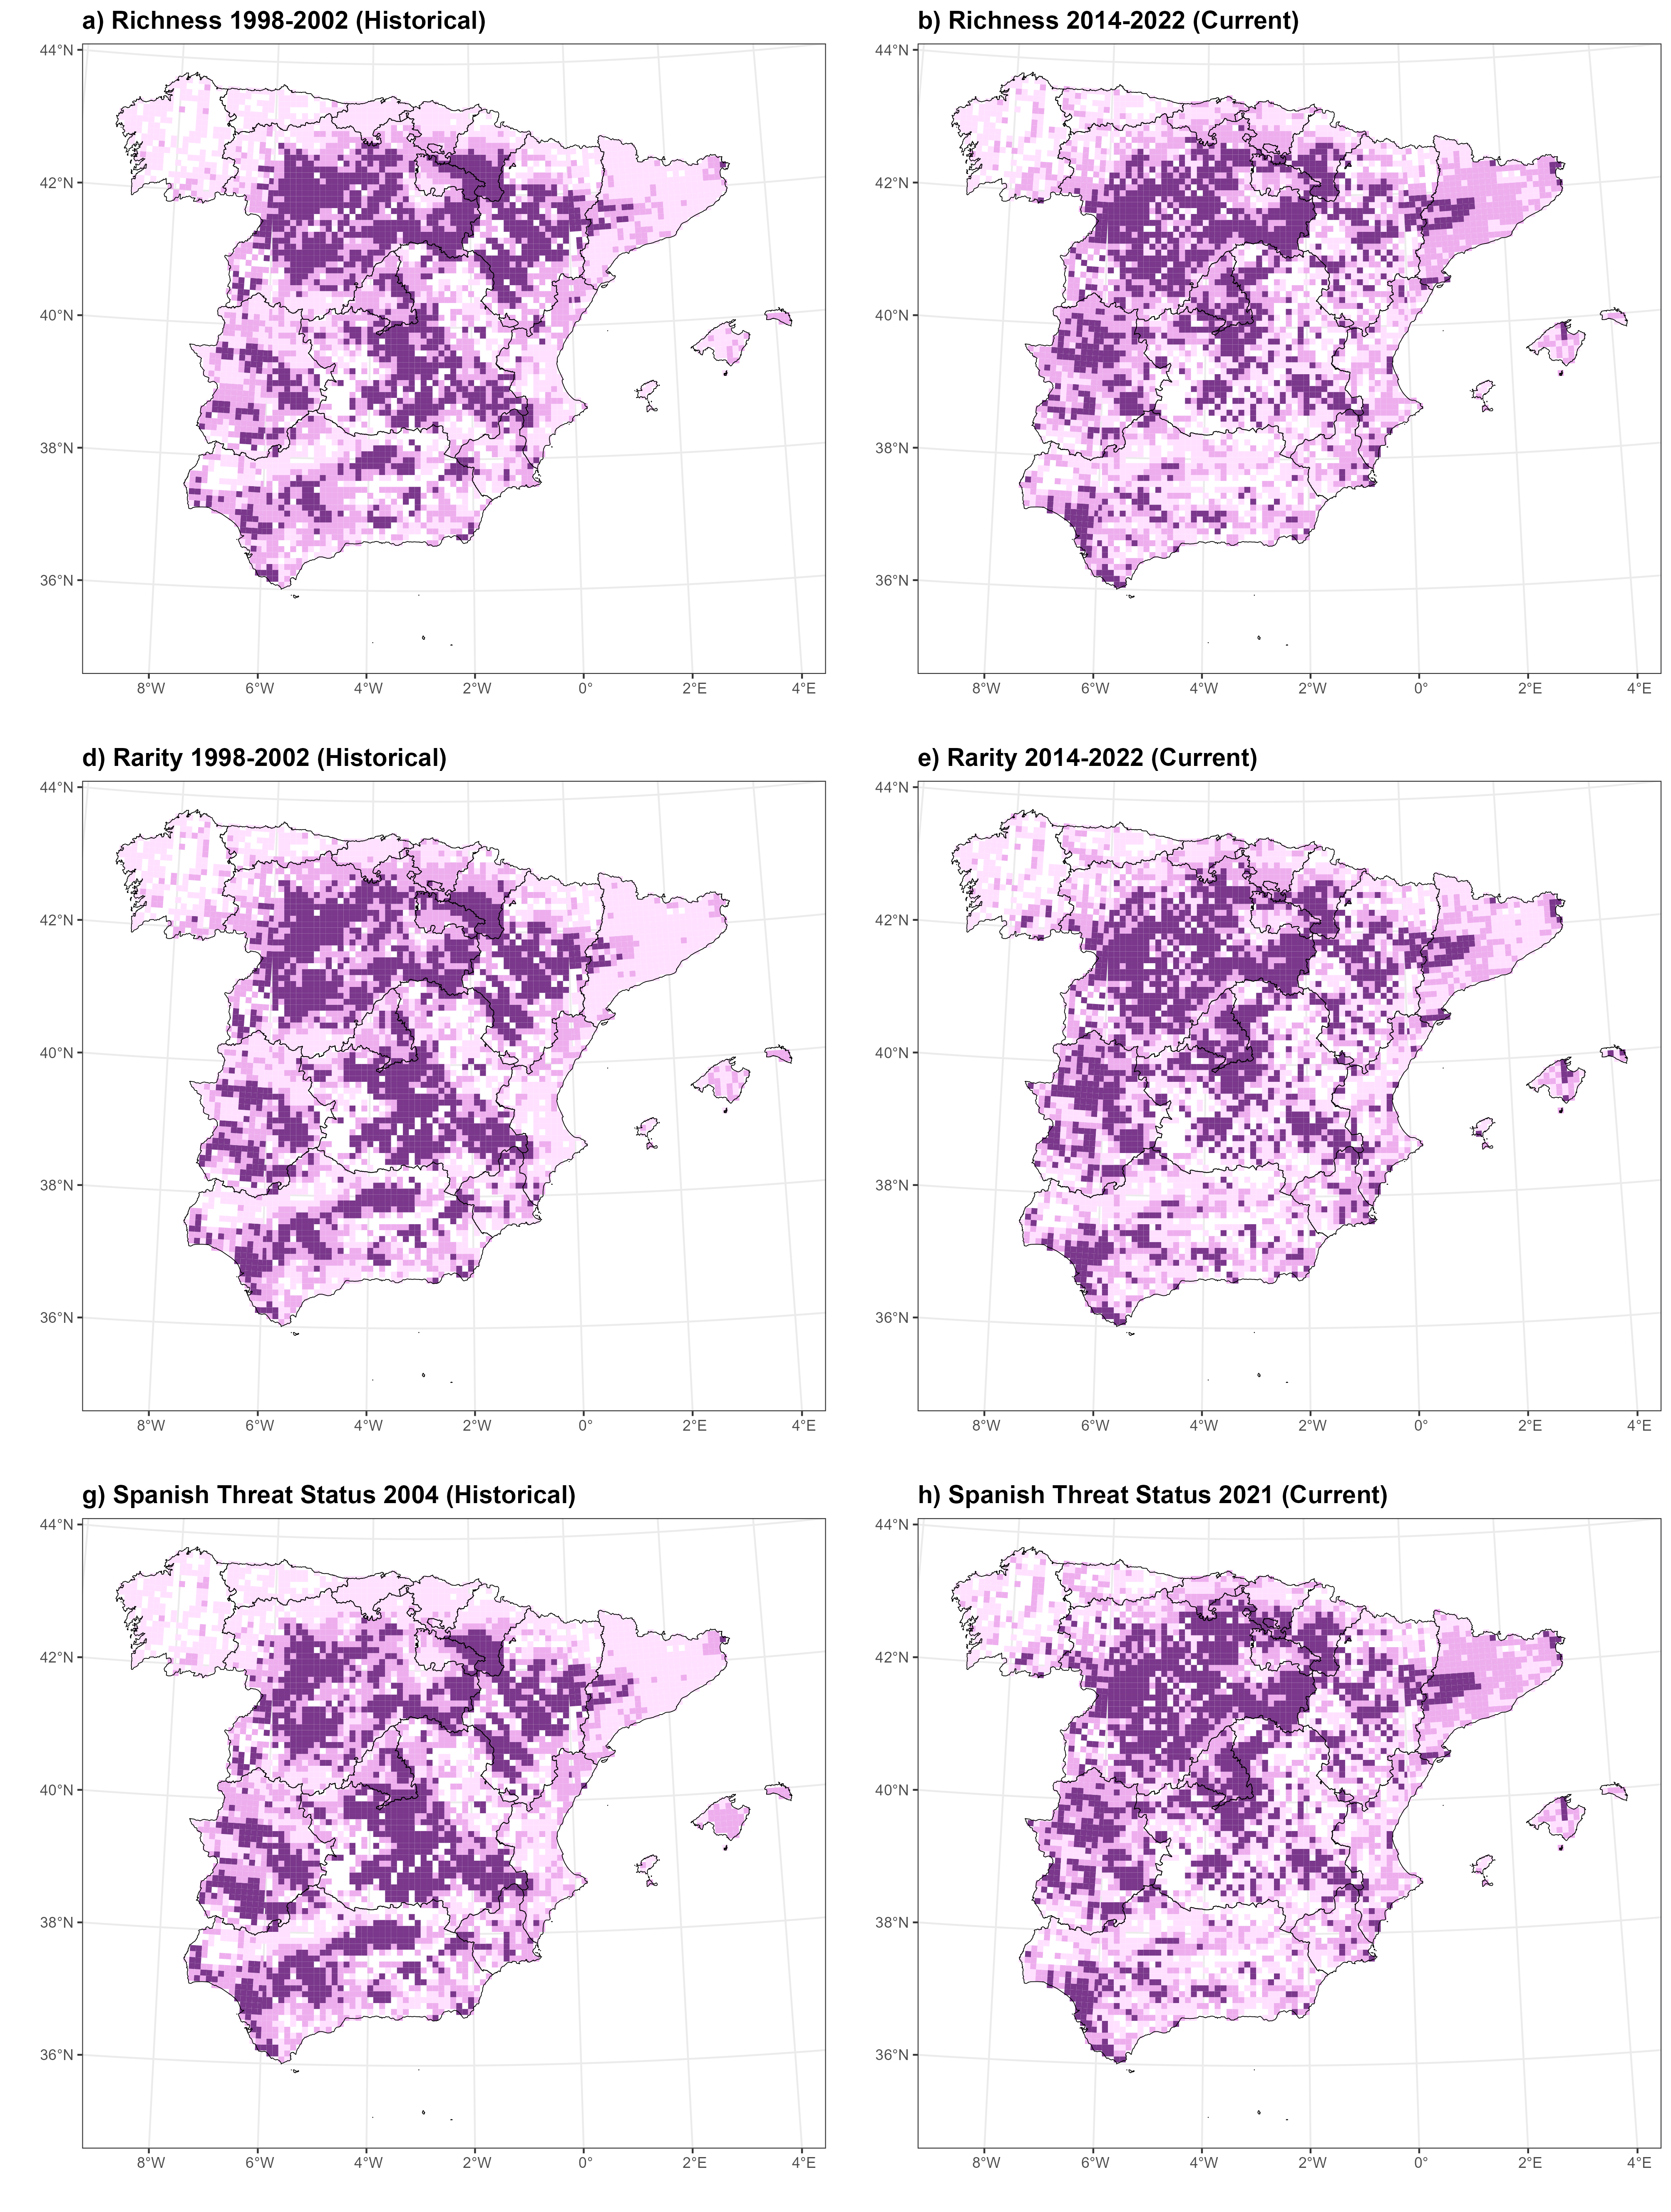 a) Richness 1998-2002 (Historical)
44°N
42°N
40°N
38°N
36°N
8°W 6°W 4°W 2°W 0° 2°E 4°E
b) Richness 2014-2022 (Current)
44°N
42°N
40°N
38°N
36°N
8°W 6°W 4°W 2°W 0° 2°E 4°E
d) Rarity 1998-2002 (Historical)
44°N
42°N
40°N
38°N
36°N
8°W 6°W 4°W 2°W 0° 2°E 4°E
e) Rarity 2014-2022 (Current)
44°N
42°N
40°N
38°N
36°N
8°W 6°W 4°W 2°W 0° 2°E 4°E
g) Spanish Threat Status 2004 (Historical)
44°N
42°N
40°N
38°N
36°N
8°W 6°W 4°W 2°W 0° 2°E 4°E
h) Spanish Threat Status 2021 (Current)
44°N
42°N
40°N
38°N
36°N
8°W 6°W 4°W 2°W 0° 2°E 4°E